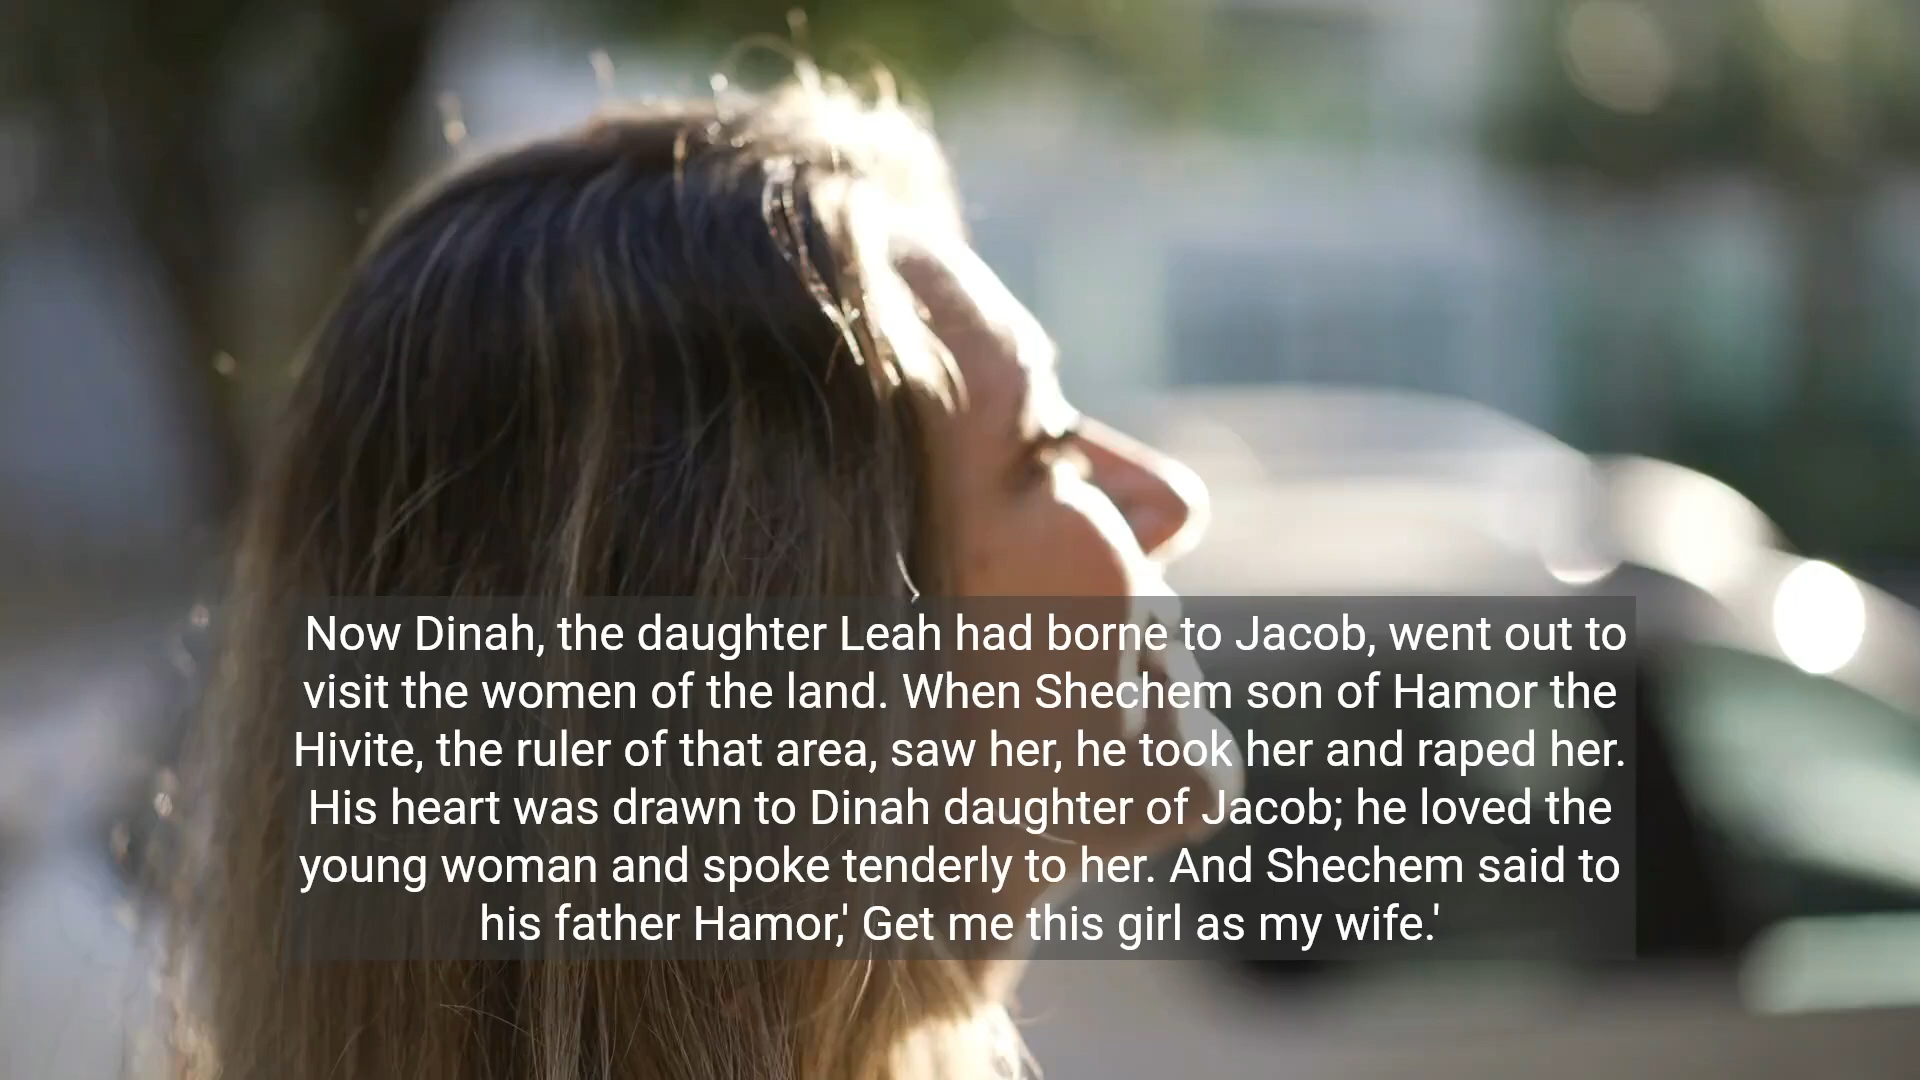 Now Dinah, the daughter Leah had borne to Jacob, went out to
visit the women of the land. When Shechem son of Hamor the
Hivite, the ruler of that area, saw her, he took her and raped her.
His heart was drawn to Dinah daughter of Jacob; he loved the
young woman and spoke tenderly to her. And Shechem said to
his father Hamor,' Get me this girl as my wife.'